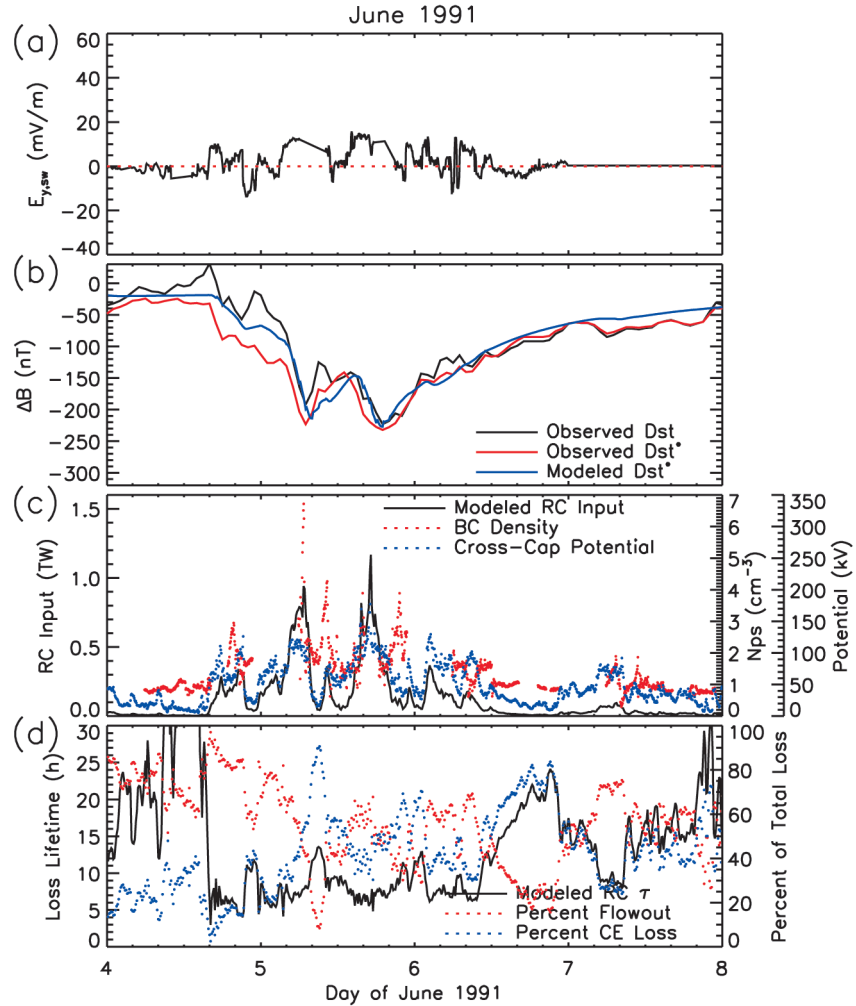 June 1991
(a)
60
40
20
0
−20
−40
E_y,sw (mV/m)
(b)
0
−50
−100
−150
−200
−250
−300
ΔB (nT)
Observed Dst
Observed Dst*
Modeled Dst*
(c)
1.5
1.0
0.5
0.0
RC Input (TW)
Modeled RC Input
BC Density
Cross−Cap Potential
7
6
5
4
3
2
1
0
Nps (cm⁻³)
350
300
250
200
150
100
50
0
Potential (kV)
(d)
30
25
20
15
10
5
0
Loss Lifetime (h)
Modeled RC τ
Percent Flowout
Percent CE Loss
100
80
60
40
20
0
Percent of Total Loss
4 5 6 7 8
Day of June 1991